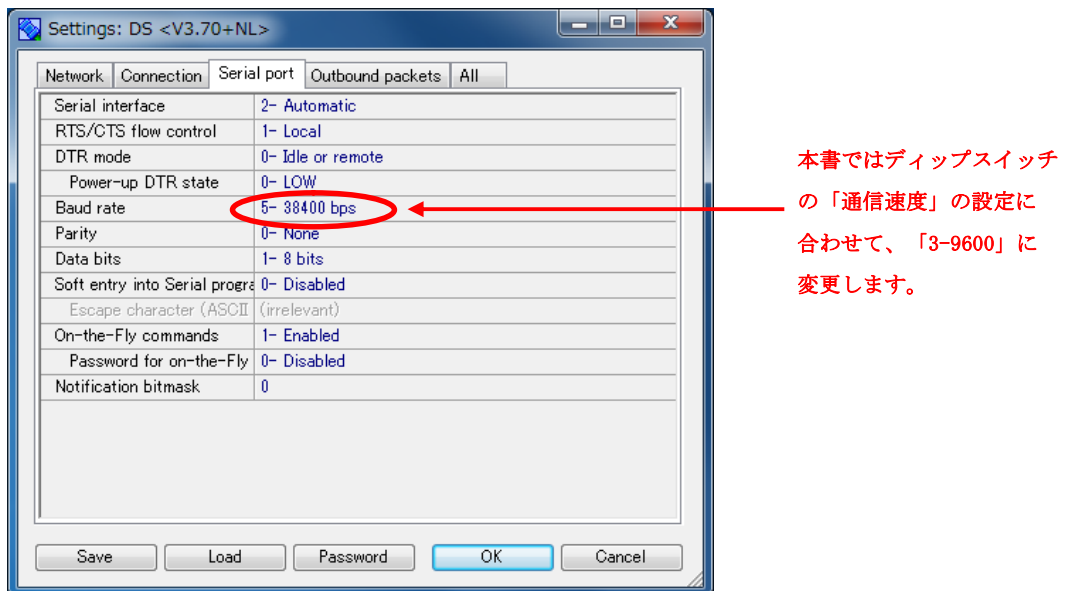 Settings: DS <V3.70+NL>
Network Connection Serial port Outbound packets All
Serial interface 2- Automatic
RTS/CTS flow control 1- Local
DTR mode 0- Idle or remote
Power-up DTR state 0- LOW
Baud rate 5- 38400 bps
Parity 0- None
Data bits 1- 8 bits
Soft entry into Serial progra 0- Disabled
Escape character (ASCII (irrelevant)
On-the-Fly commands 1- Enabled
Password for on-the-Fly 0- Disabled
Notification bitmask 0
Save Load Password OK Cancel
本書ではディップスイッチ
の「通信速度」の設定に
合わせて、「3-9600」に
変更します。